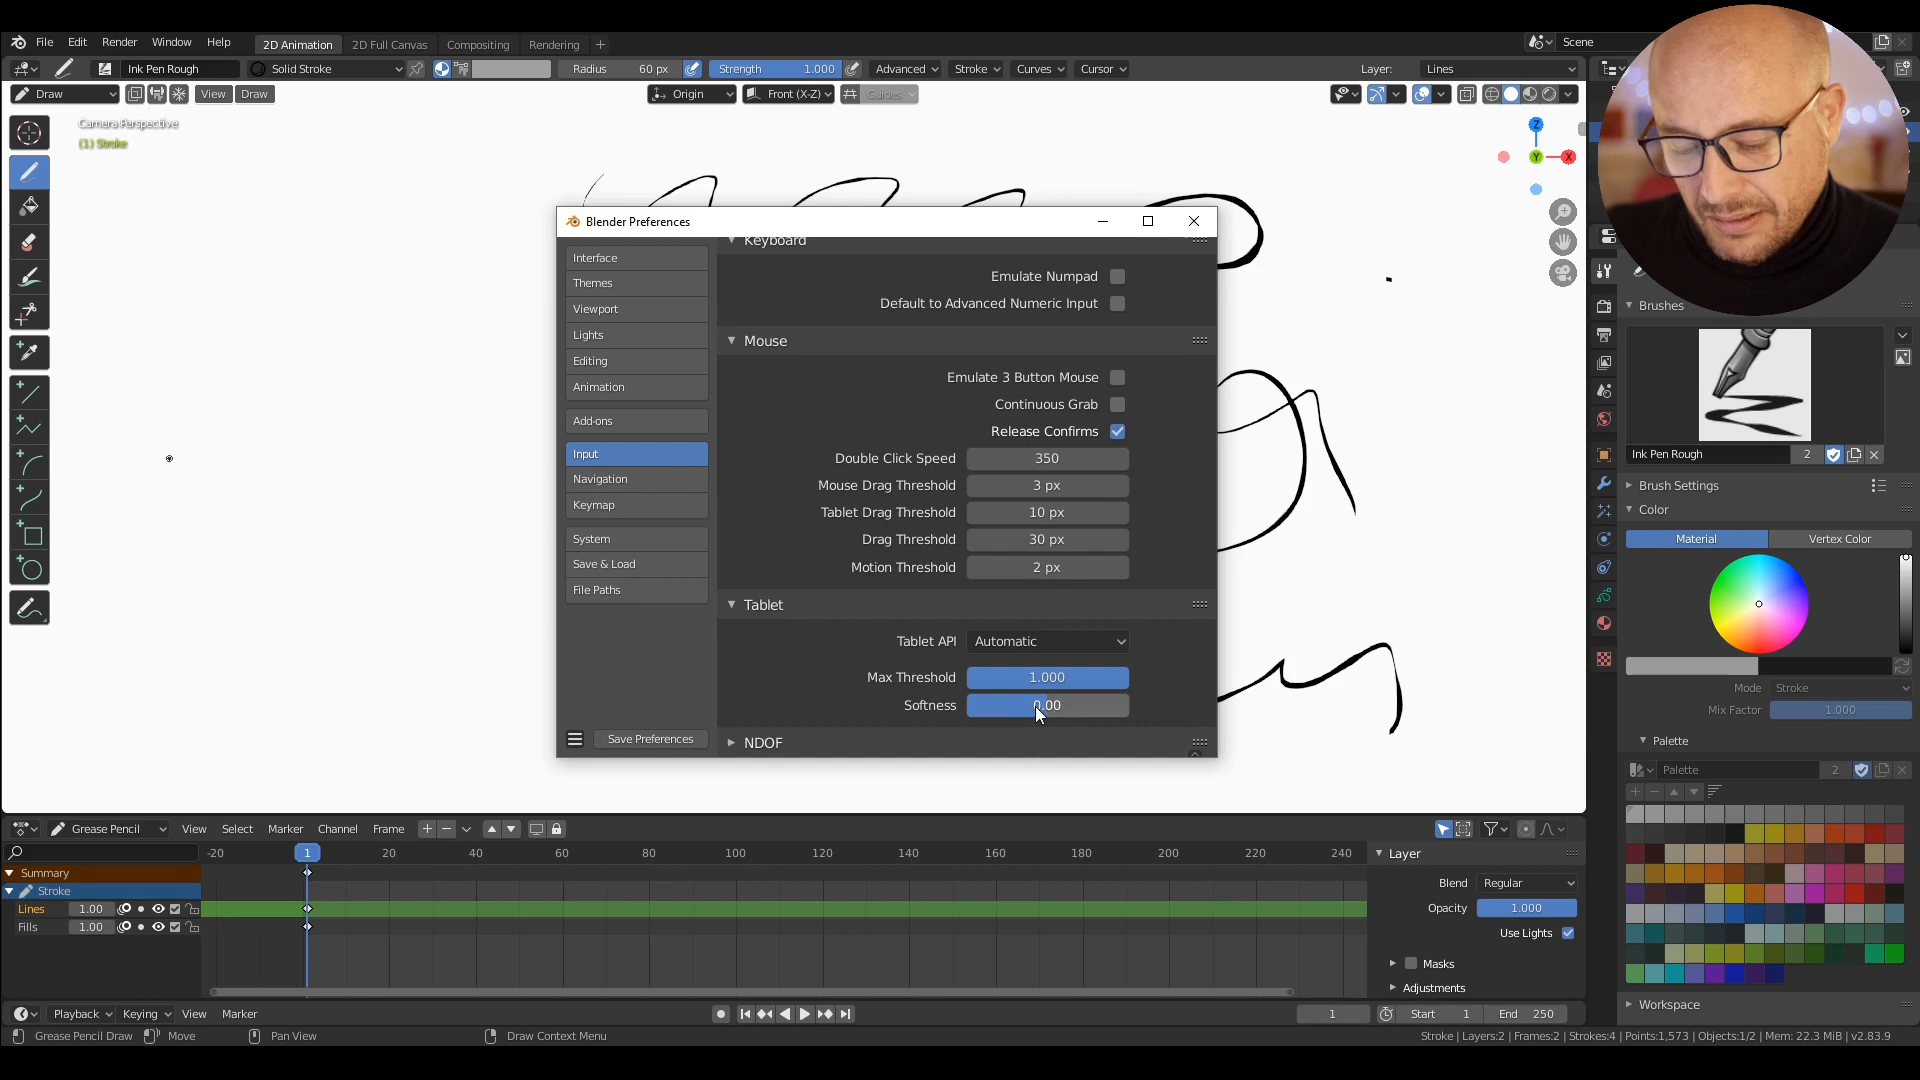 File Edit Render Window Help 2D Animation 2D Full Canvas Compositing Rendering + Scene
Ink Pen Rough Solid Stroke Radius 60 px Strength 1.000 Advanced Stroke Curves Cursor Layer: Lines
Draw View Draw Origin Front (X-Z) Guides
Camera Perspective
(1) Stroke
Z
Y X
Blender Preferences
Interface
Themes
Viewport
Lights
Editing
Animation
Add-ons
Input
Navigation
Keymap
System
Save & Load
File Paths
Save Preferences
Keyboard
Emulate Numpad
Default to Advanced Numeric Input
Mouse
Emulate 3 Button Mouse
Continuous Grab
Release Confirms
Double Click Speed 350
Mouse Drag Threshold 3 px
Tablet Drag Threshold 10 px
Drag Threshold 30 px
Motion Threshold 2 px
Tablet
Tablet API Automatic
Max Threshold 1.000
Softness 0.00
NDOF
Brushes
Ink Pen Rough 2
Brush Settings
Color
Material Vertex Color
Mode Stroke
Mix Factor 1.000
Palette
Palette 2
Workspace
Grease Pencil View Select Marker Channel Frame
-20 1 20 40 60 80 100 120 140 160 180 200 220 240
Summary
Stroke
Lines 1.00
Fills 1.00
Layer
Blend Regular
Opacity 1.000
Use Lights
Masks
Adjustments
Playback Keying View Marker 1 Start 1 End 250
Grease Pencil Draw Move Pan View Draw Context Menu Stroke | Layers:2 | Frames:2 | Strokes:4 | Points:1,573 | Objects:1/2 | Mem: 22.3 MiB | v2.83.9